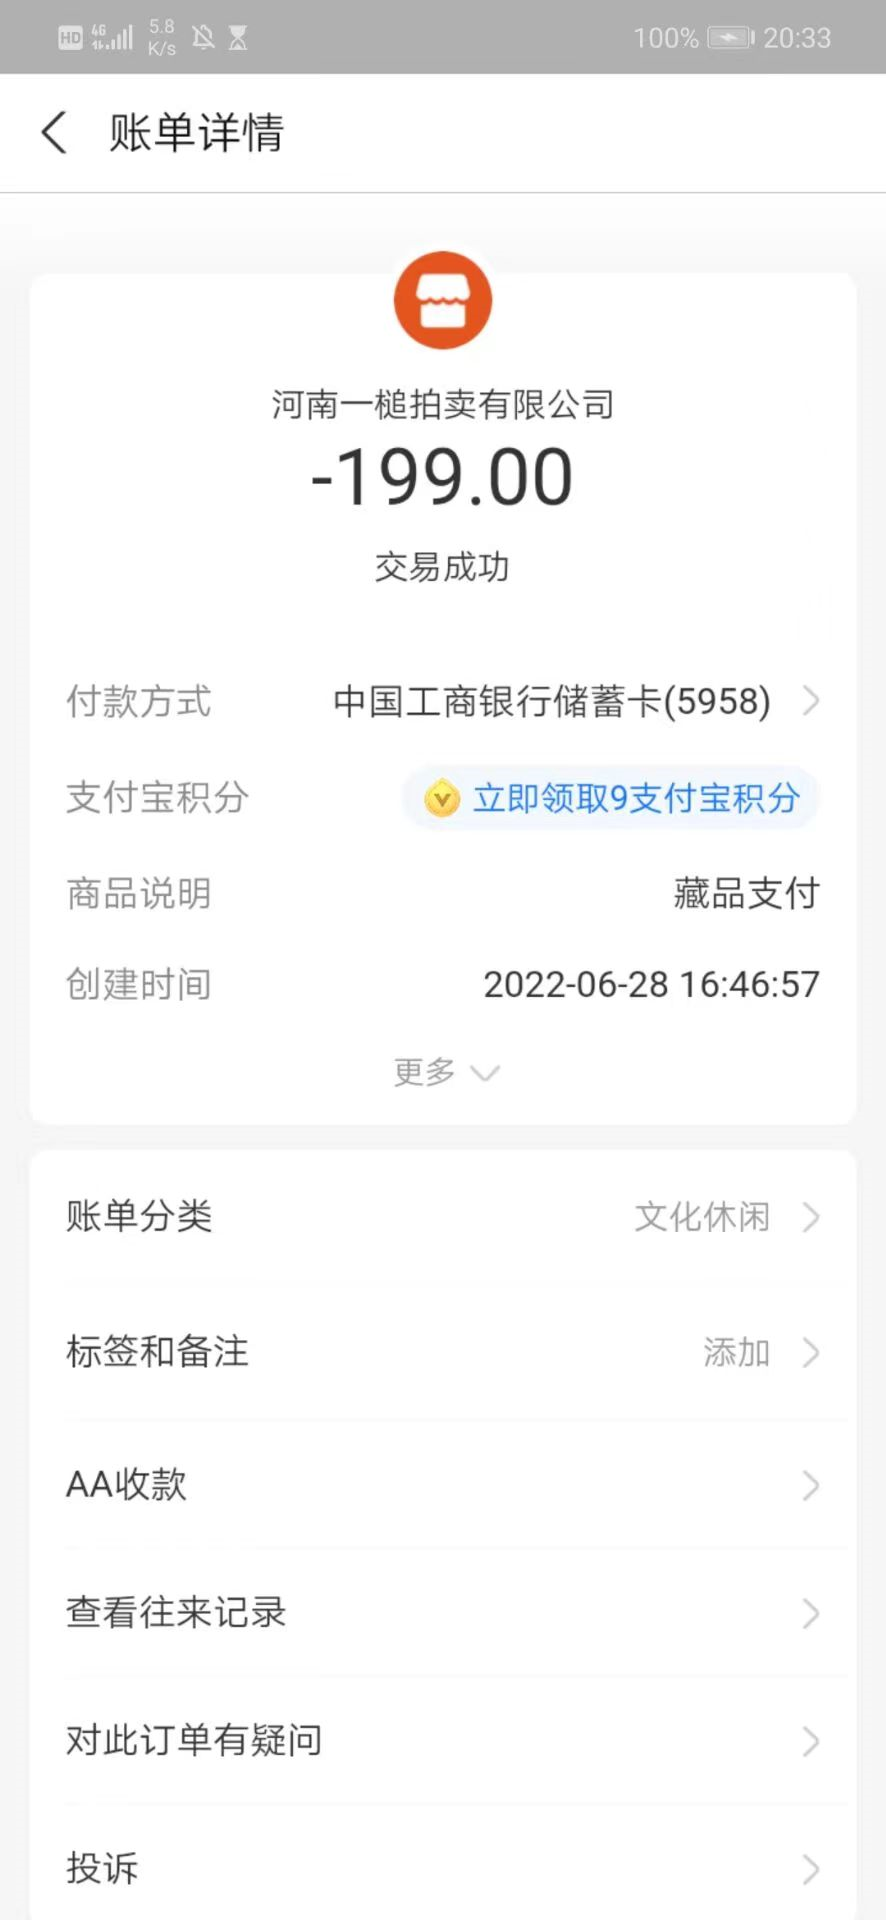 HD 4G 5.8 K/s 100% 20:33
账单详情
河南一槌拍卖有限公司
-199.00
交易成功
付款方式 中国工商银行储蓄卡(5958)
支付宝积分 立即领取9支付宝积分
商品说明 藏品支付
创建时间 2022-06-28 16:46:57
更多
账单分类 文化休闲
标签和备注 添加
AA收款
查看往来记录
对此订单有疑问
投诉